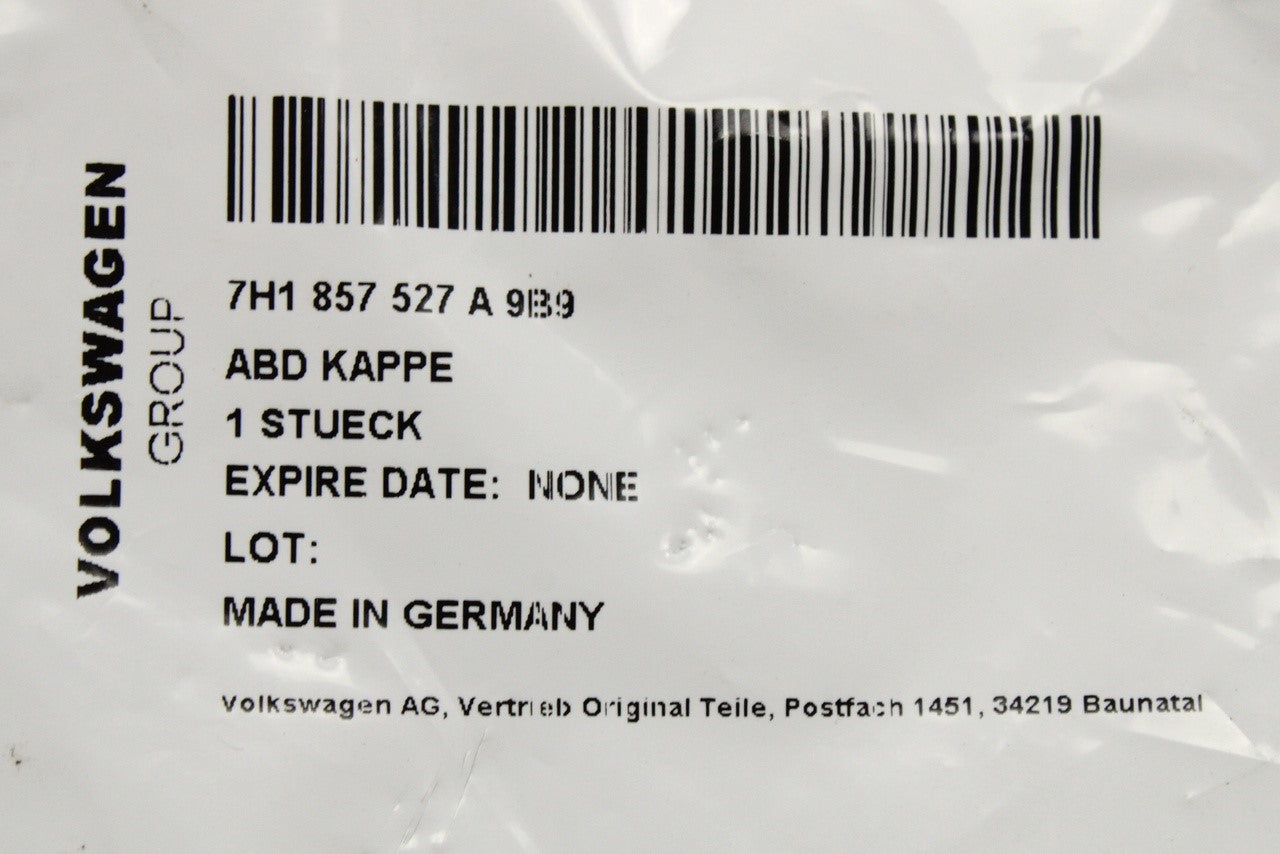 VOLKSWAGEN
GROUP
7H1 857 527 A 9B9
ABD KAPPE
1 STUECK
EXPIRE DATE: NONE
LOT:
MADE IN GERMANY
Volkswagen AG, Vertrieb Original Teile, Postfach 1451, 34219 Baunatal